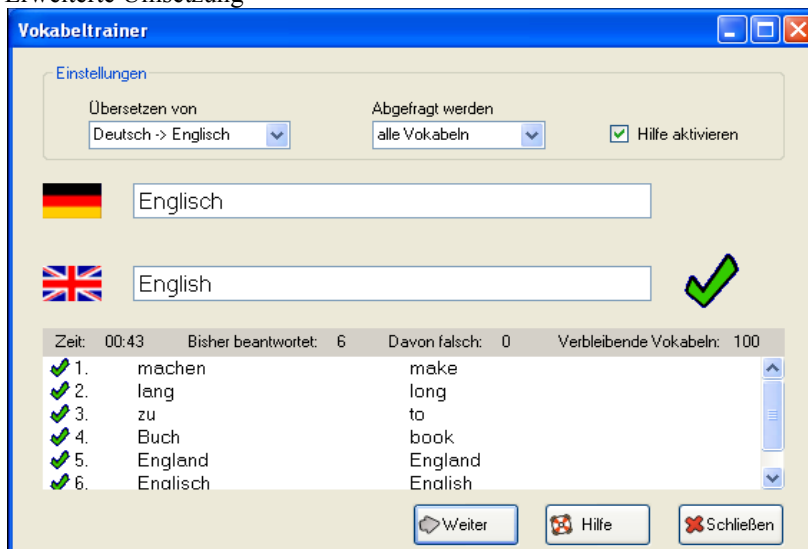 Erweiterte Umsetzung
Vokabeltrainer
Einstellungen
Übersetzen von Abgefragt werden
Deutsch -> Englisch alle Vokabeln Hilfe aktivieren
Englisch
English
Zeit: 00:43 Bisher beantwortet: 6 Davon falsch: 0 Verbleibende Vokabeln: 100
1. machen make
2. lang long
3. zu to
4. Buch book
5. England England
6. Englisch English
Weiter Hilfe Schließen